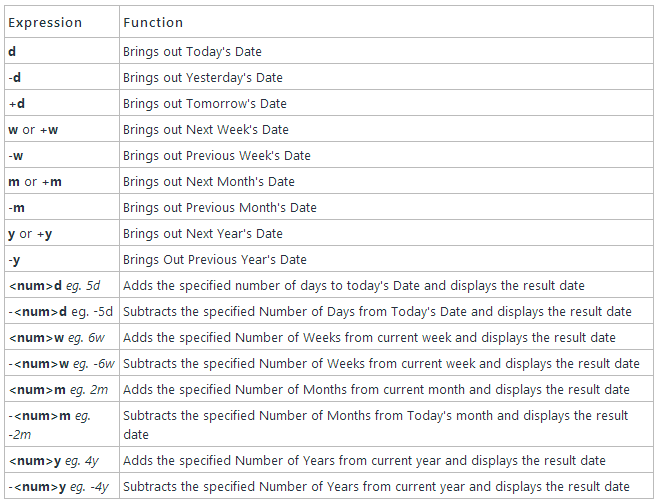 Expression Function
d Brings out Today's Date
-d Brings out Yesterday's Date
+d Brings out Tomorrow's Date
w or +w Brings out Next Week's Date
-w Brings out Previous Week's Date
m or +m Brings out Next Month's Date
-m Brings out Previous Month's Date
y or +y Brings out Next Year's Date
-y Brings Out Previous Year's Date
<num>d eg. 5d Adds the specified number of days to today's Date and displays the result date
-<num>d eg. -5d Subtracts the specified Number of Days from Today's Date and displays the result date
<num>w eg. 6w Adds the specified Number of Weeks from current week and displays the result date
-<num>w eg. -6w Subtracts the specified Number of Weeks from current week and displays the result date
<num>m eg. 2m Adds the specified Number of Months from current month and displays the result date
-<num>m eg. Subtracts the specified Number of Months from Today's month and displays the result
-2m date
<num>y eg. 4y Adds the specified Number of Years from current year and displays the result date
-<num>y eg. -4y Subtracts the specified Number of Years from current year and displays the result date